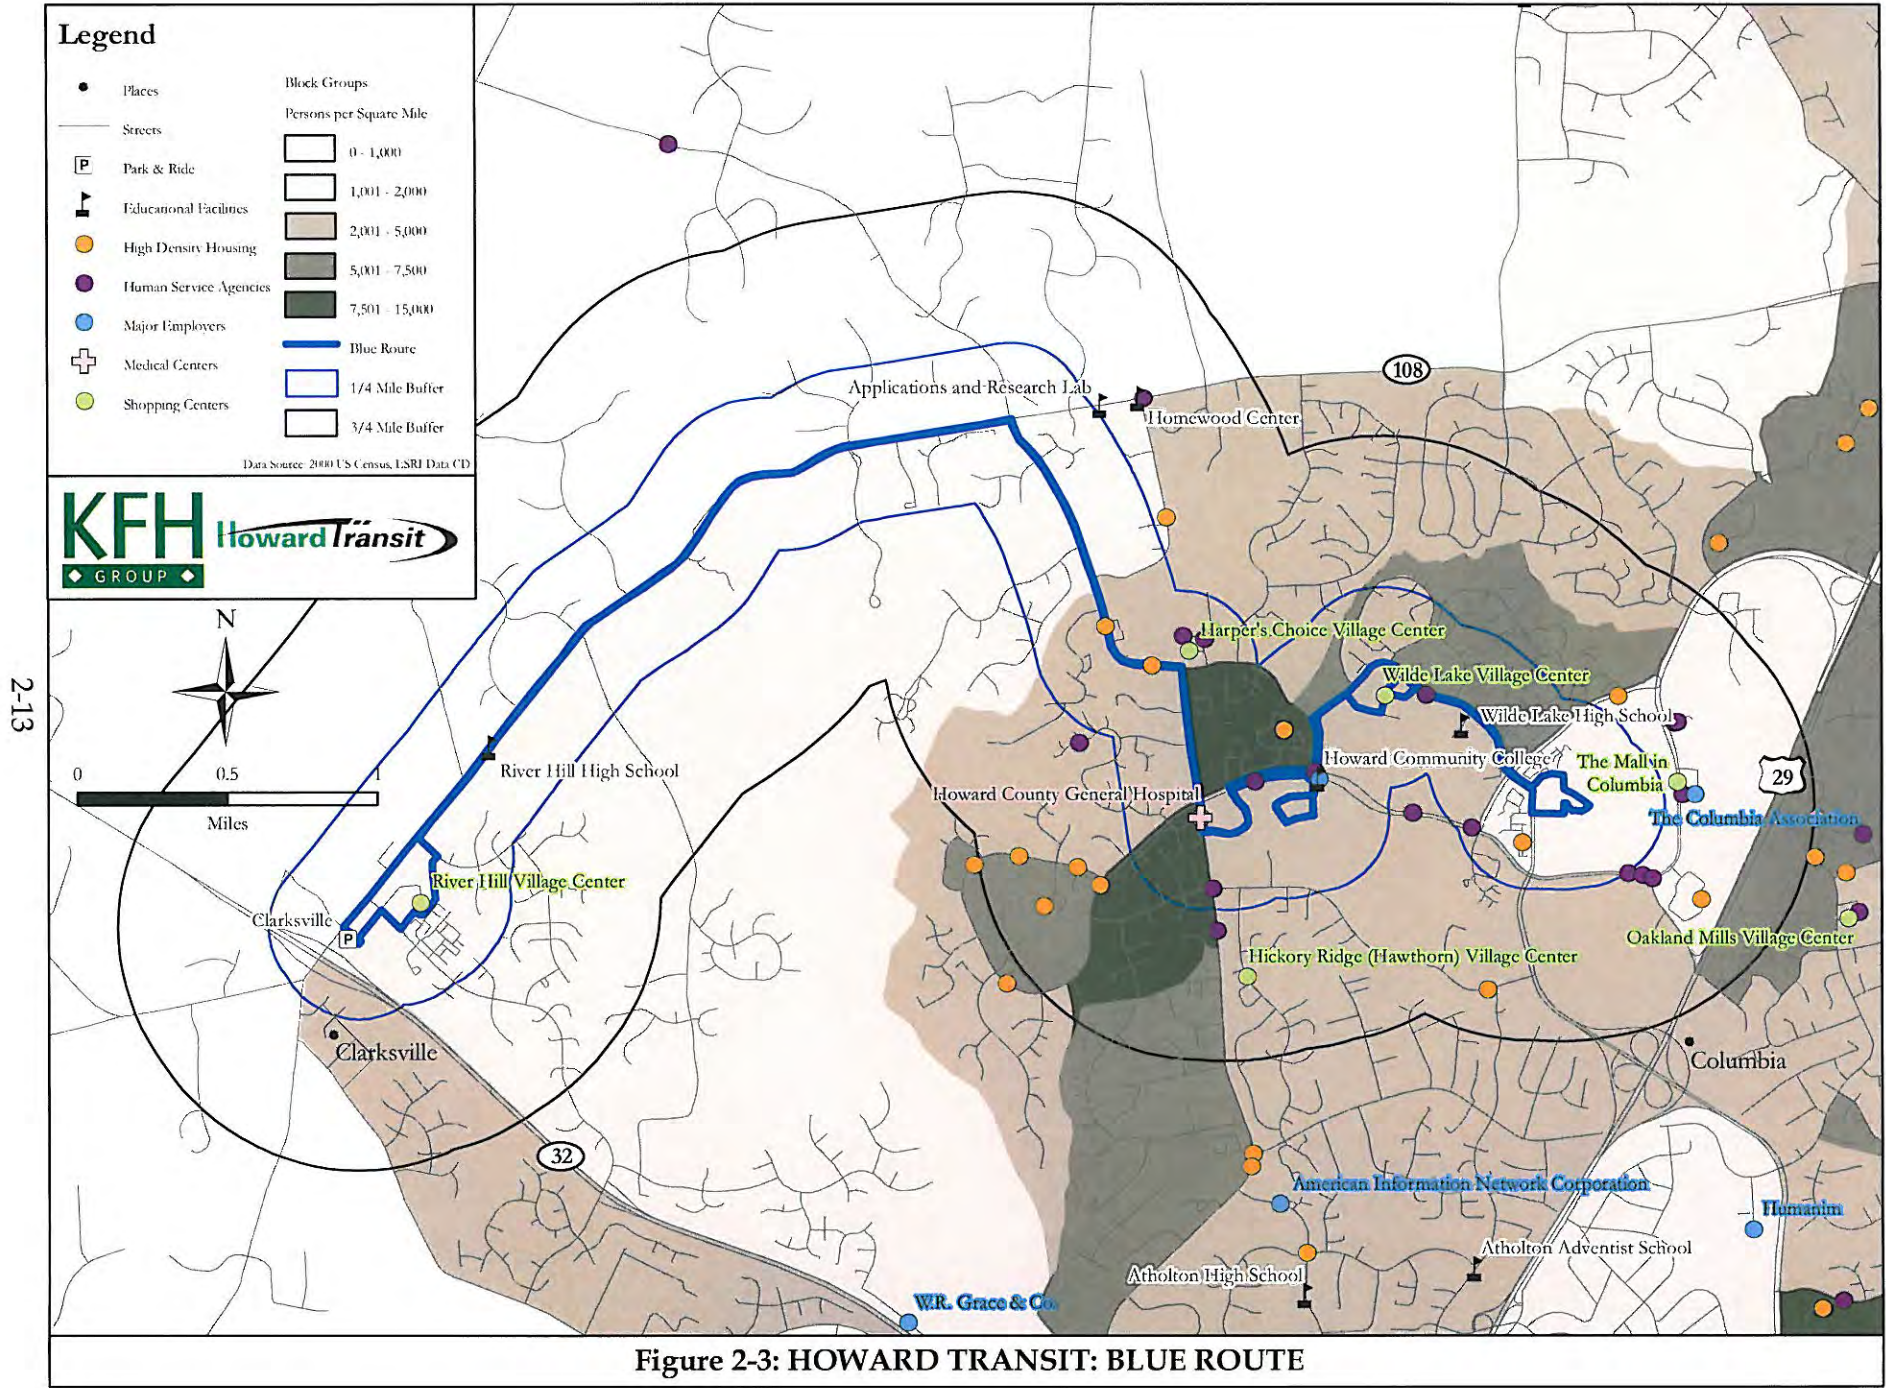 Legend
Places
Streets
P
Park & Ride
Educational Facilities
High Density Housing
Human Service Agencies
Major Employers
Medical Centers
Shopping Centers
Block Groups
Persons per Square Mile
0 - 1,000
1,001 - 2,000
2,001 - 5,000
5,001 - 7,500
7,501 - 15,000
Blue Route
1/4 Mile Buffer
3/4 Mile Buffer
Data Source: 2000 US Census, ESRI Data CD
KFH
GROUP
Howard Transit
N
0 0.5 1
Miles
2-13
108
Applications and Research Lab
Homewood Center
Harper's Choice Village Center
Wilde Lake Village Center
Wilde Lake High School
River Hill High School
Howard Community College
The Mall in
Columbia
29
Howard County General Hospital
The Columbia Association
River Hill Village Center
Clarksville
P
Oakland Mills Village Center
Hickory Ridge (Hawthorn) Village Center
Clarksville
Columbia
32
American Information Network Corporation
Humanim
Atholton Adventist School
Atholton High School
W.R. Grace & Co.
Figure 2-3: HOWARD TRANSIT: BLUE ROUTE